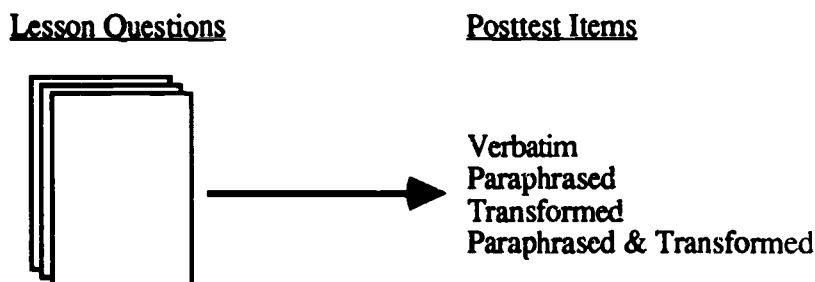 Lesson Questions
Posttest Items
Verbatim
Paraphrased
Transformed
Paraphrased & Transformed